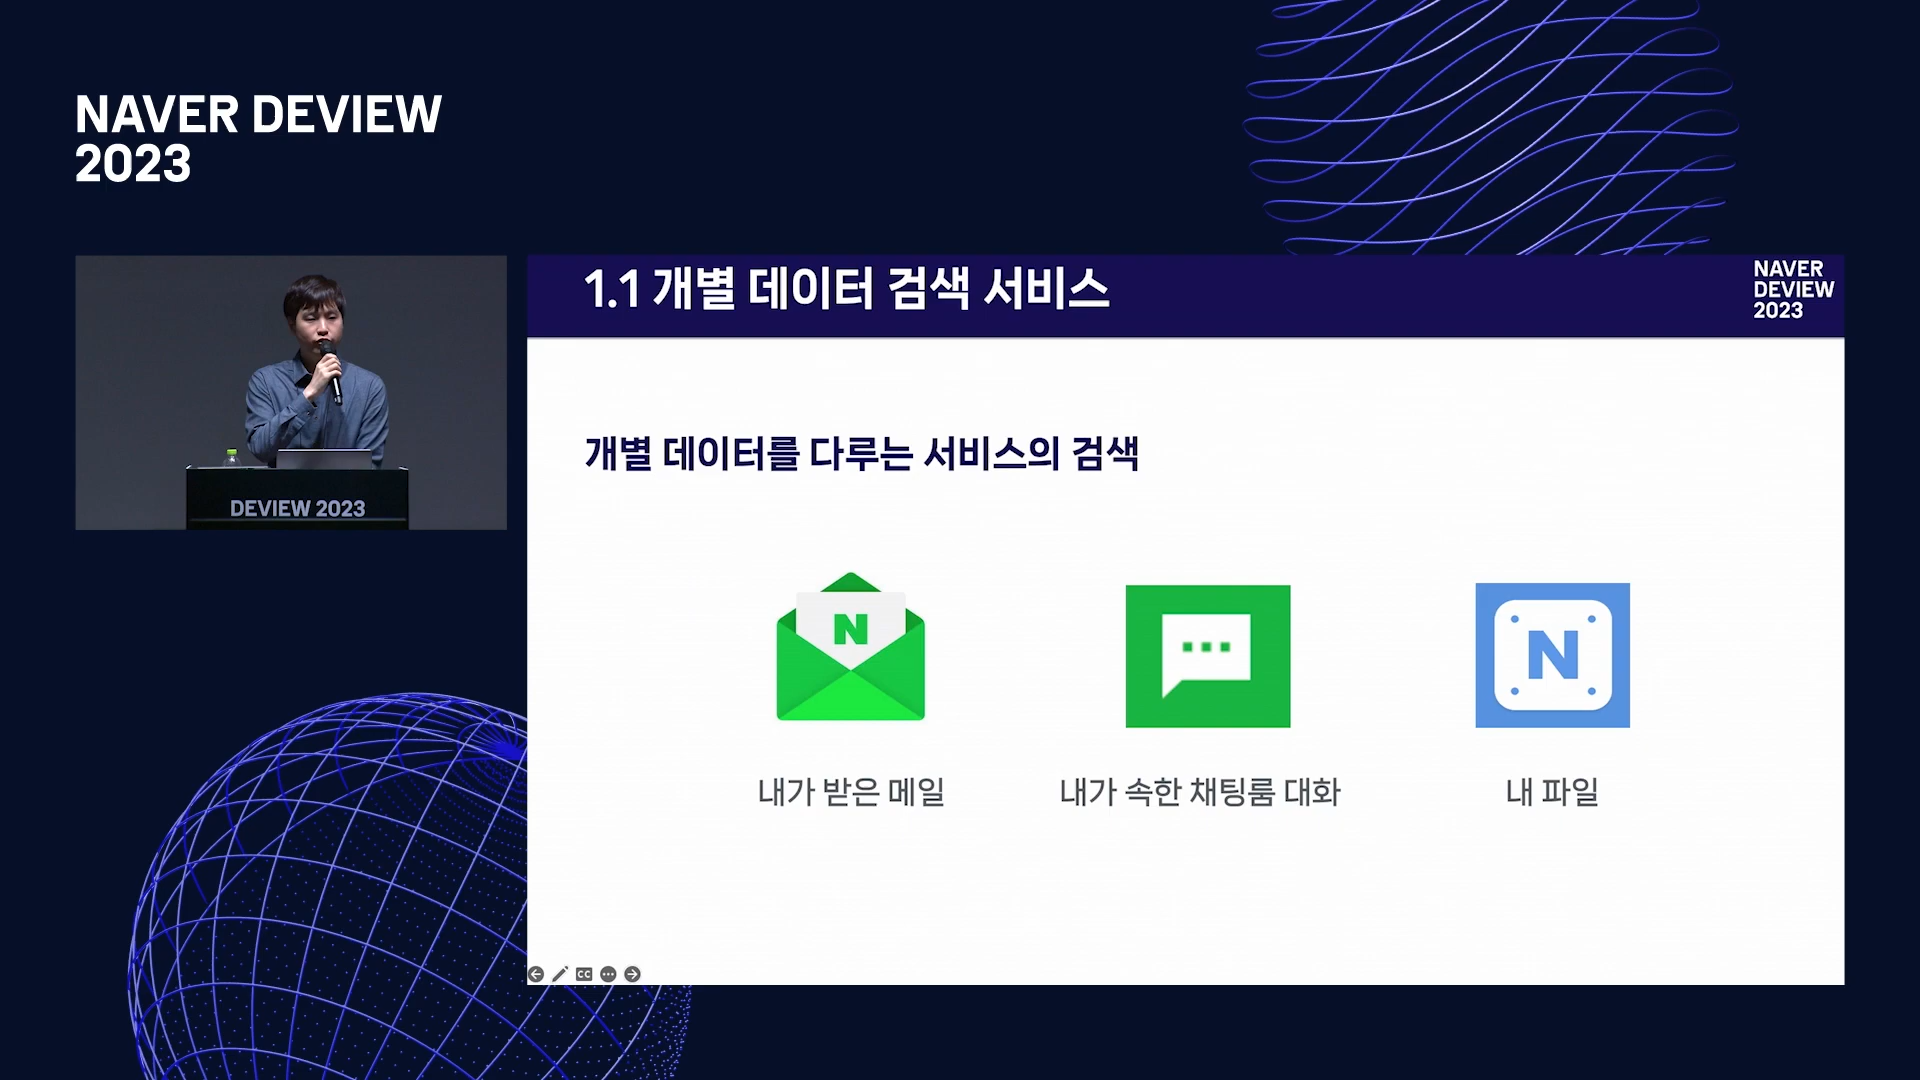 NAVER DEVIEW
2023
DEVIEW 2023
1.1 개별 데이터 검색 서비스
NAVER
DEVIEW
2023
개별 데이터를 다루는 서비스의 검색
N
N
내가 받은 메일
내가 속한 채팅룸 대화
내 파일
CC